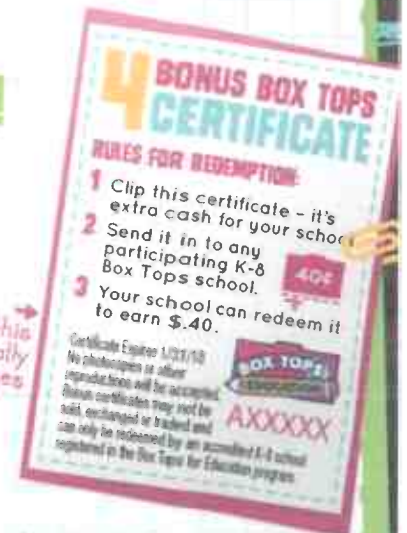 4 BONUS BOX TOPS
CERTIFICATE
RULES FOR REDEMPTION:
1 Clip this certificate – it's
extra cash for your school
2 Send it in to any
participating K-8
Box Tops school.
40¢
3 Your school can redeem it
to earn $.40.
Certificate Expires
No photocopies or other
reproductions will be accepted.
Bonus certificates may not be
sold, exchanged or traded and
can only be redeemed by an accredited K-8 school
registered in the Box Tops for Education program.
BOX TOPS
AXXXXX